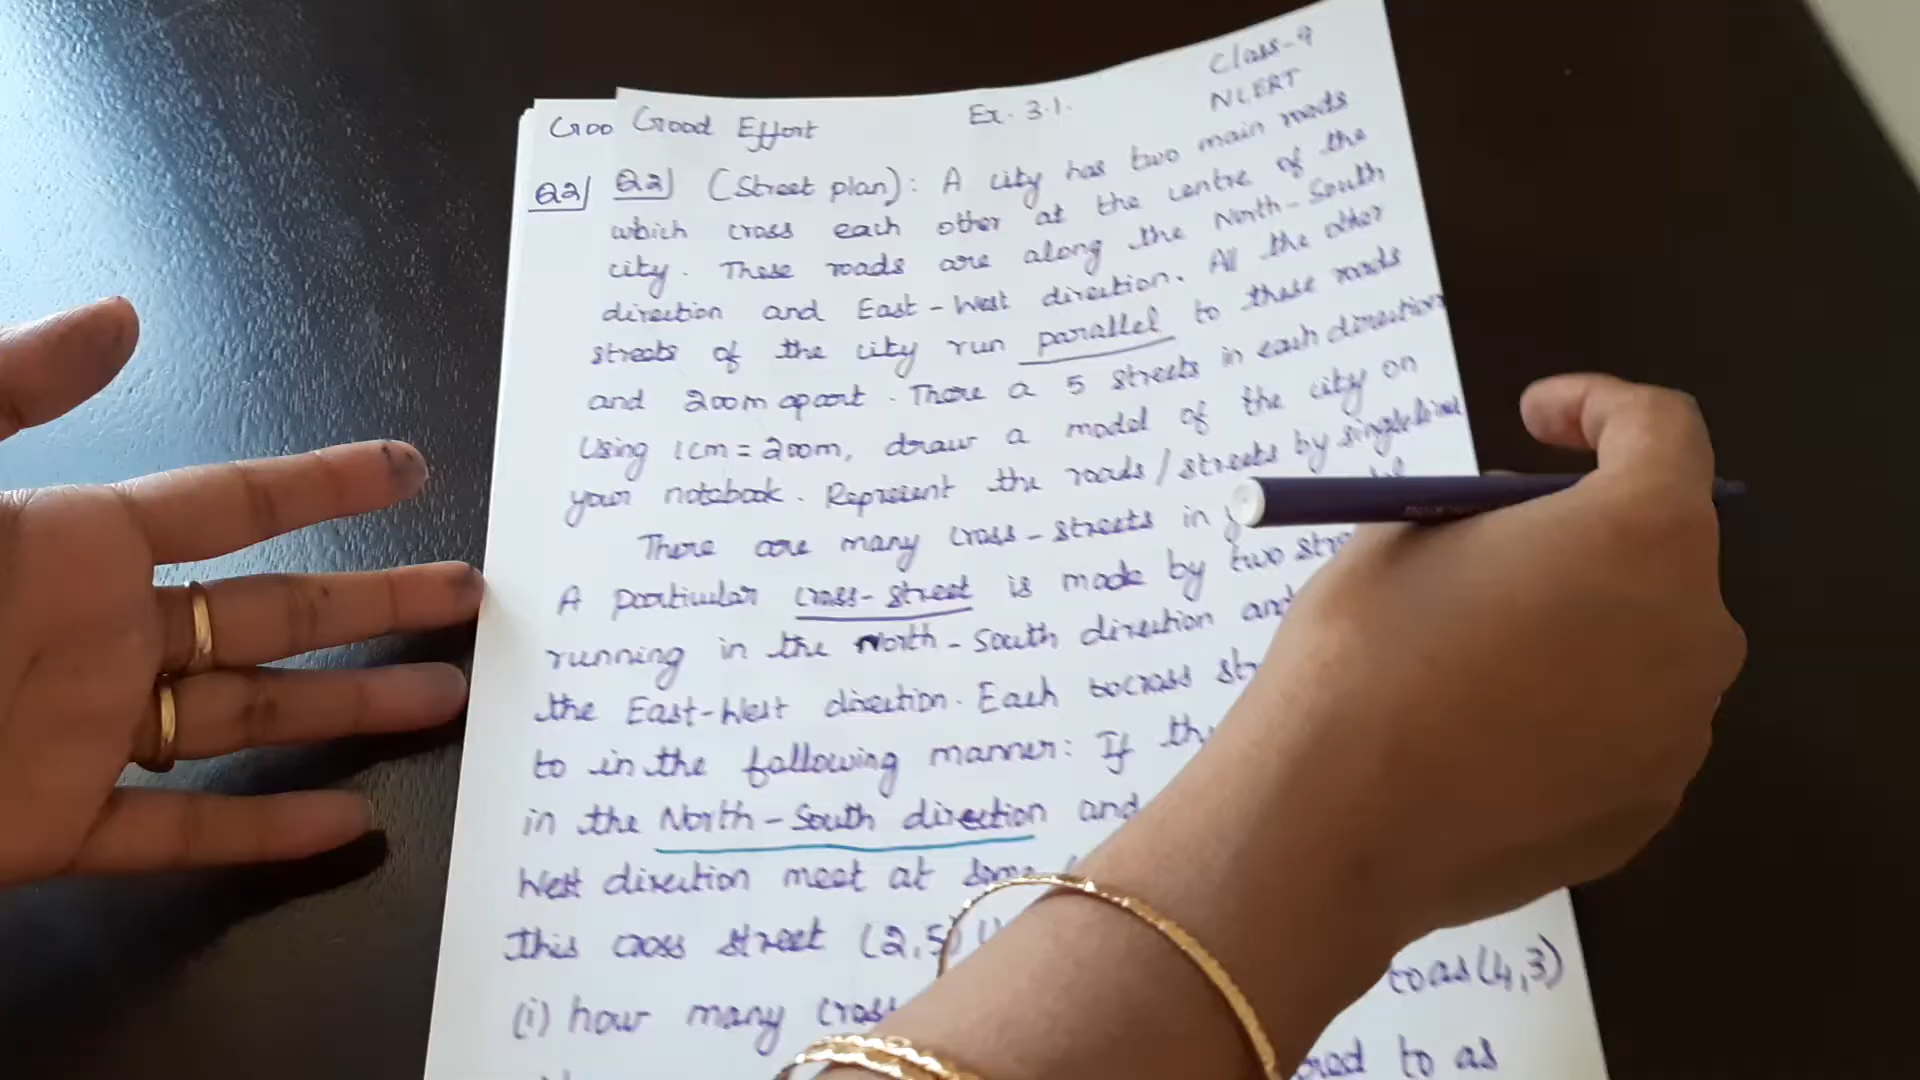 Class-9
NCERT
Goo Good Effort Ex. 3.1.
Q2) Q2) (Street plan): A city has two main roads
which cross each other at the centre of the
city. These roads are along the North-South
direction and East-West direction. All the other
streets of the city run parallel to these roads
and 200m apart. There a 5 streets in each direction
Using 1cm = 200m, draw a model of the city on
your notebook. Represent the roads/streets by single line
There are many cross-streets in
A particular cross-street is made by two
running in the North-South direction and
the East-West direction. Each cross
to in the following manner: If
in the North-South direction and
West direction meet at some
this cross street (2,5)
(i) how many to as (4,3)
to as